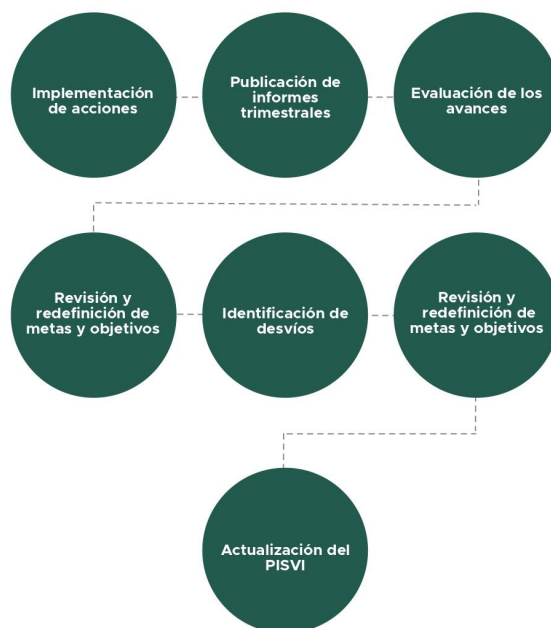 Implementación
de acciones
Publicación de
informes
trimestrales
Evaluación de los
avances
Revisión y
redefinición de
metas y objetivos
Identificación de
desvíos
Revisión y
redefinición de
metas y objetivos
Actualización del
PISVI